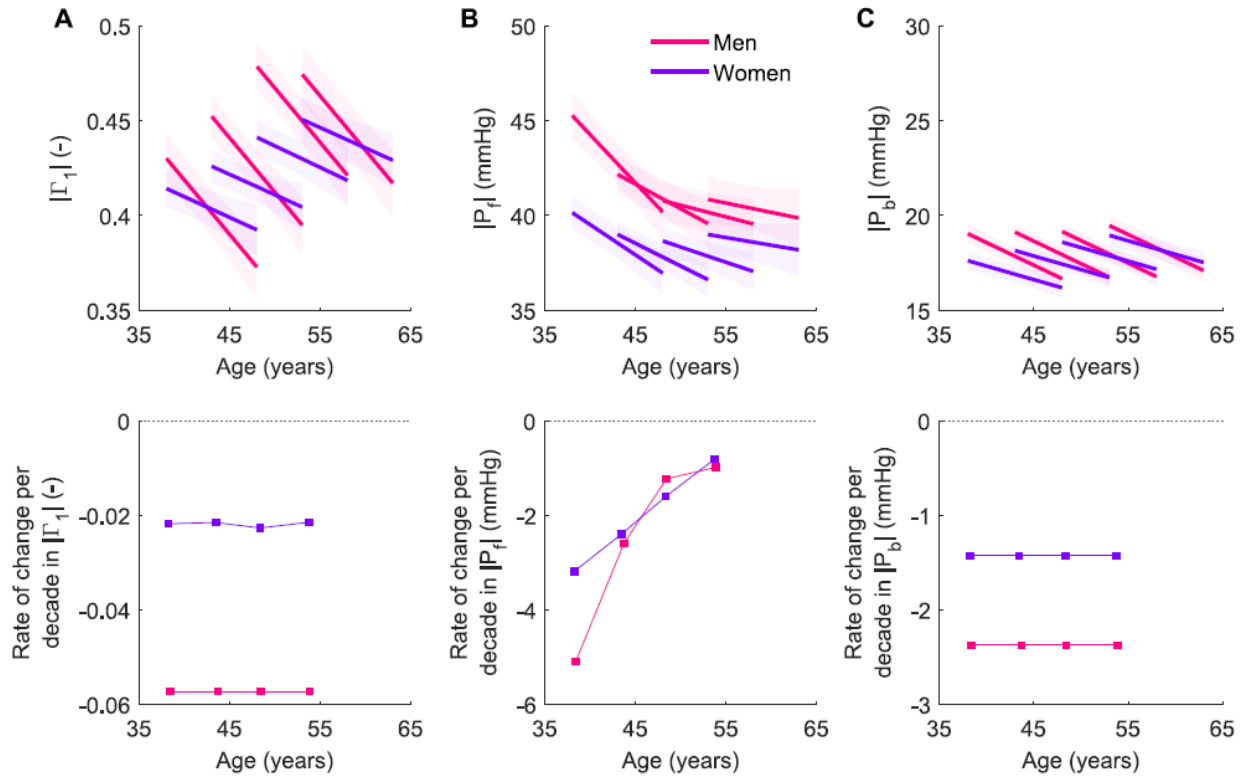 A
0.5
0.45
0.4
0.35
|Γ₁| (-)
35 45 55 65
Age (years)
B
50
45
40
35
|P_f| (mmHg)
Men
Women
35 45 55 65
Age (years)
C
30
25
20
15
|P_b| (mmHg)
35 45 55 65
Age (years)
0
-0.02
-0.04
-0.06
Rate of change per
decade in |Γ₁| (-)
35 45 55 65
Age (years)
0
-2
-4
-6
Rate of change per
decade in |P_f| (mmHg)
35 45 55 65
Age (years)
0
-1
-2
-3
Rate of change per
decade in |P_b| (mmHg)
35 45 55 65
Age (years)